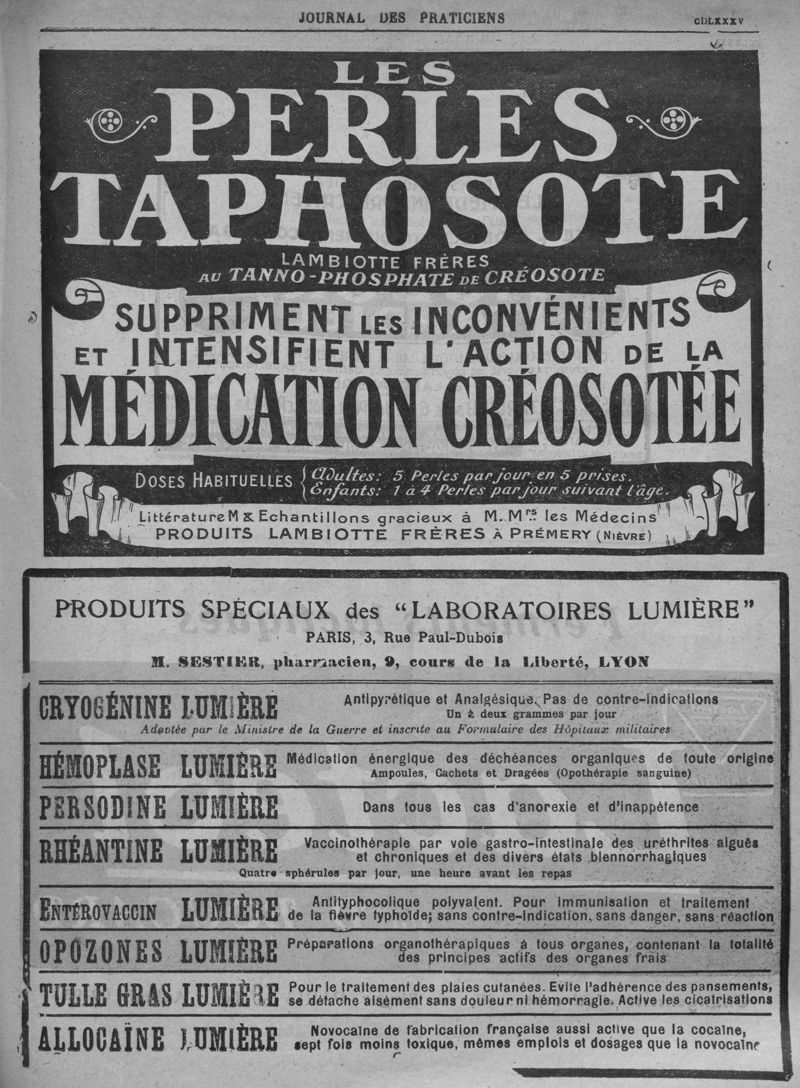 JOURNAL DES PRATICIENS
CDLXXXV
LES
PERLES
TAPHOSOTE
LAMBIOTTE FRÈRES
AU TANNO-PHOSPHATE DE CRÉOSOTE
SUPPRIMENT LES INCONVÉNIENTS
ET INTENSIFIENT L'ACTION DE LA
MÉDICATION CRÉOSOTÉE
DOSES HABITUELLES { Adultes: 5 Perles par jour en 5 prises.
Enfants: 1 à 4 Perles par jour suivant l'âge.
Littérature M & Echantillons gracieux à M. Mrs. les Médecins
PRODUITS LAMBIOTTE FRÈRES À PRÉMERY (NIÈVRE)
PRODUITS SPÉCIAUX des "LABORATOIRES LUMIÈRE"
PARIS, 3, Rue Paul-Dubois
M. SESTIER, pharmacien, 9, cours de la Liberté, LYON
CRYOGÉNINE LUMIÈRE Antipyrétique et Analgésique. Pas de contre-indications
Un à deux grammes par jour
Adoptée par le Ministre de la Guerre et inscrite au Formulaire des Hôpitaux militaires
HÉMOPLASE LUMIÈRE Médication énergique des déchéances organiques de toute origine
Ampoules, Cachets et Dragées (Opothérapie sanguine)
PERSODINE LUMIÈRE Dans tous les cas d'anorexie et d'inappétence
RHÉANTINE LUMIÈRE Vaccinothérapie par voie gastro-intestinale des uréthrites aiguës
et chroniques et des divers états blennorrhagiques
Quatre sphérules par jour, une heure avant les repas
ENTÉROVACCIN LUMIÈRE Antityphocolique polyvalent. Pour immunisation et traitement
de la fièvre typhoïde; sans contre-indication, sans danger, sans réaction
OPOZONES LUMIÈRE Préparations organothérapiques à tous organes, contenant la totalité
des principes actifs des organes frais
TULLE GRAS LUMIÈRE Pour le traitement des plaies cutanées. Evite l'adhérence des pansements,
se détache aisément sans douleur ni hémorragie. Active les cicatrisations
ALLOCAÏNE LUMIÈRE Novocaïne de fabrication française aussi active que la cocaïne,
sept fois moins toxique, mêmes emplois et dosages que la novocaïne